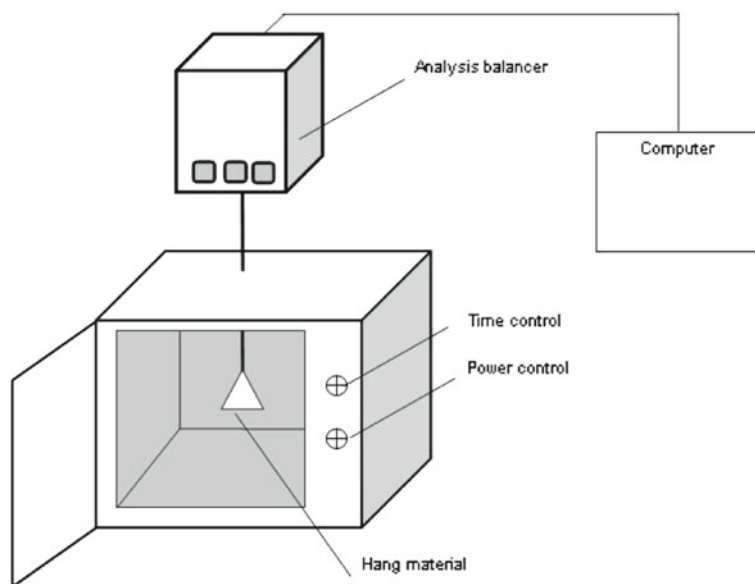 Analysis balancer
Computer
Time control
Power control
Hang material